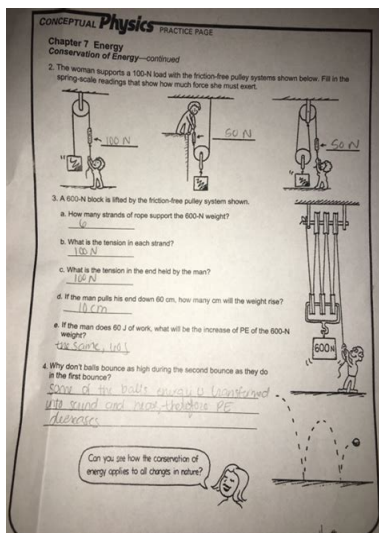 CONCEPTUAL Physics PRACTICE PAGE
Chapter 7 Energy
Conservation of Energy—continued
2. The woman supports a 100-N load with the friction-free pulley systems shown below. Fill in the
spring-scale readings that show how much force she must exert.
100 N
50 N
50 N
3. A 600-N block is lifted by the friction-free pulley system shown.
a. How many strands of rope support the 600-N weight?
6
b. What is the tension in each strand?
100 N
c. What is the tension in the end held by the man?
100 N
d. If the man pulls his end down 60 cm, how many cm will the weight rise?
10 cm
e. If the man does 60 J of work, what will be the increase of PE of the 600-N
weight?
the same, 60 J
600 N
4. Why don't balls bounce as high during the second bounce as they do
in the first bounce?
some of the ball's energy is transferred
into sound and heat, therefore PE
decreases
Can you see how the conservation of
energy applies to all changes in nature?